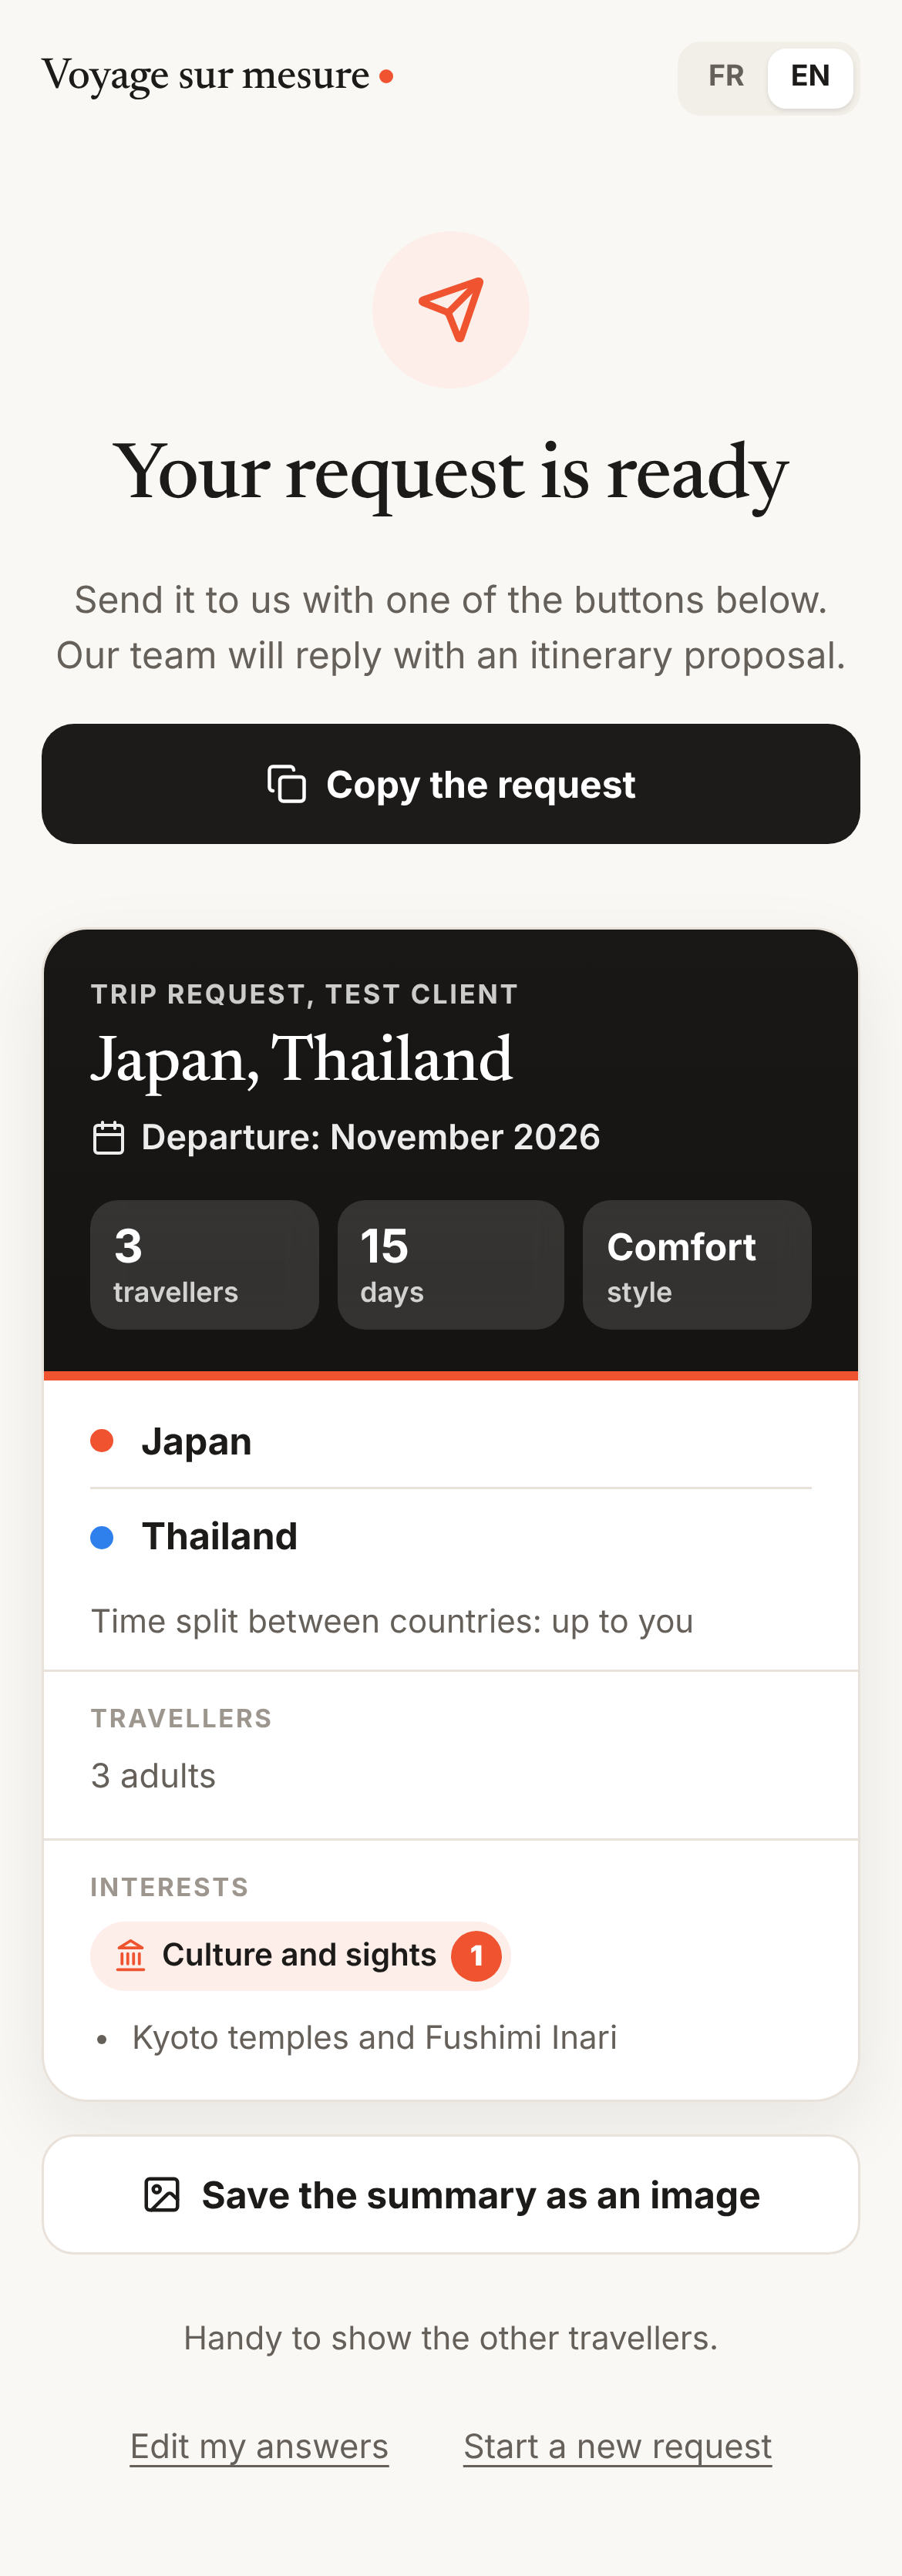 Voyage sur mesure
FR EN
Your request is ready
Send it to us with one of the buttons below.
Our team will reply with an itinerary proposal.
Copy the request
TRIP REQUEST, TEST CLIENT
Japan, Thailand
Departure: November 2026
3
travellers
15
days
Comfort
style
Japan
Thailand
Time split between countries: up to you
TRAVELLERS
3 adults
INTERESTS
Culture and sights 1
• Kyoto temples and Fushimi Inari
Save the summary as an image
Handy to show the other travellers.
Edit my answers Start a new request